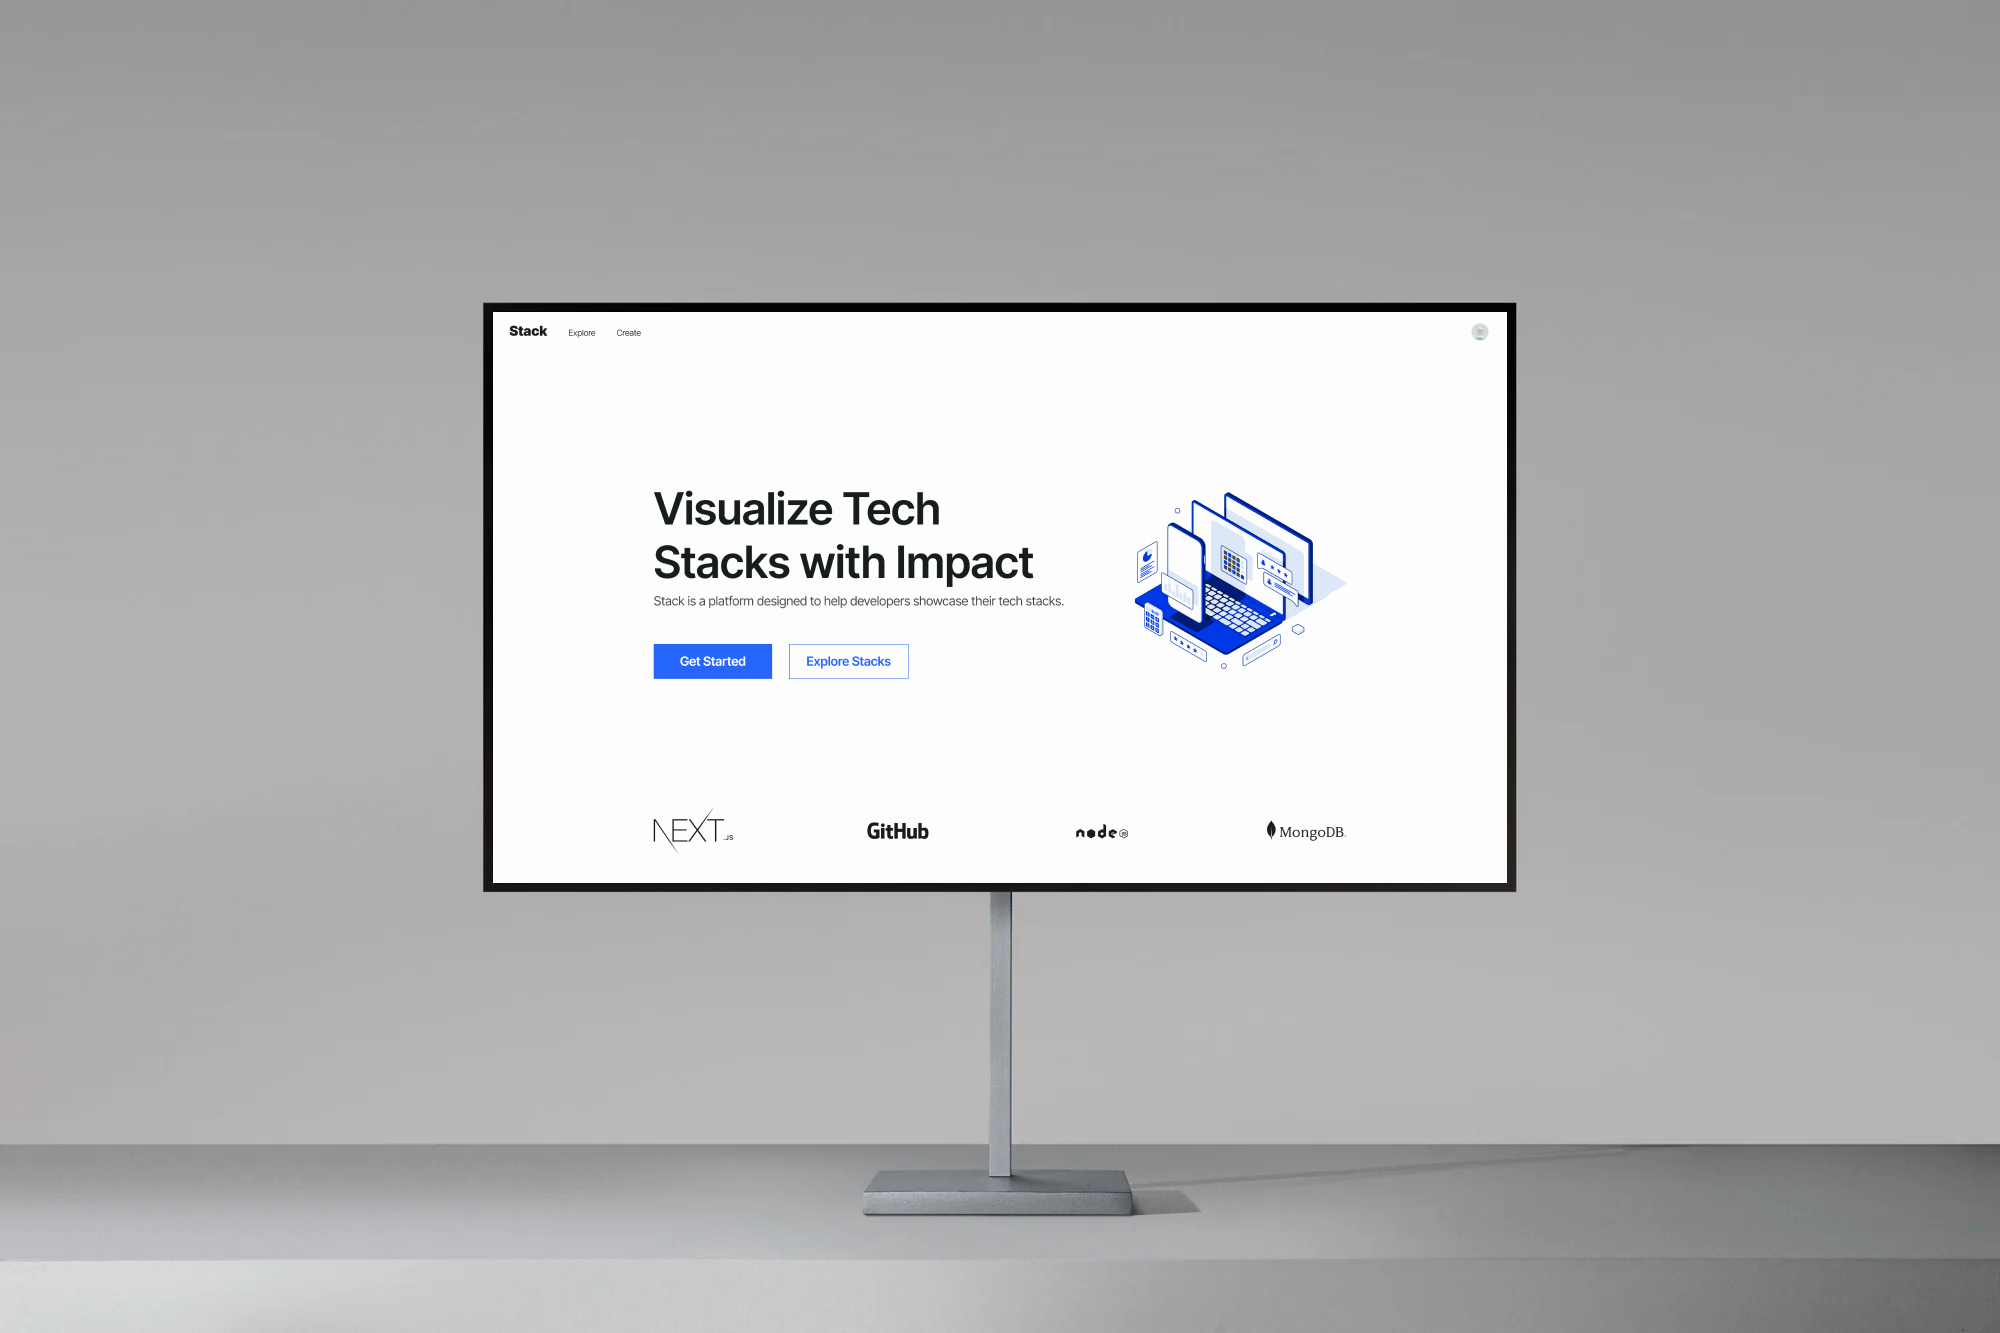 Stack Explore Create
Visualize Tech
Stacks with Impact
Stack is a platform designed to help developers showcase their tech stacks.
Get Started Explore Stacks
NEXT.JS GitHub node JS MongoDB.